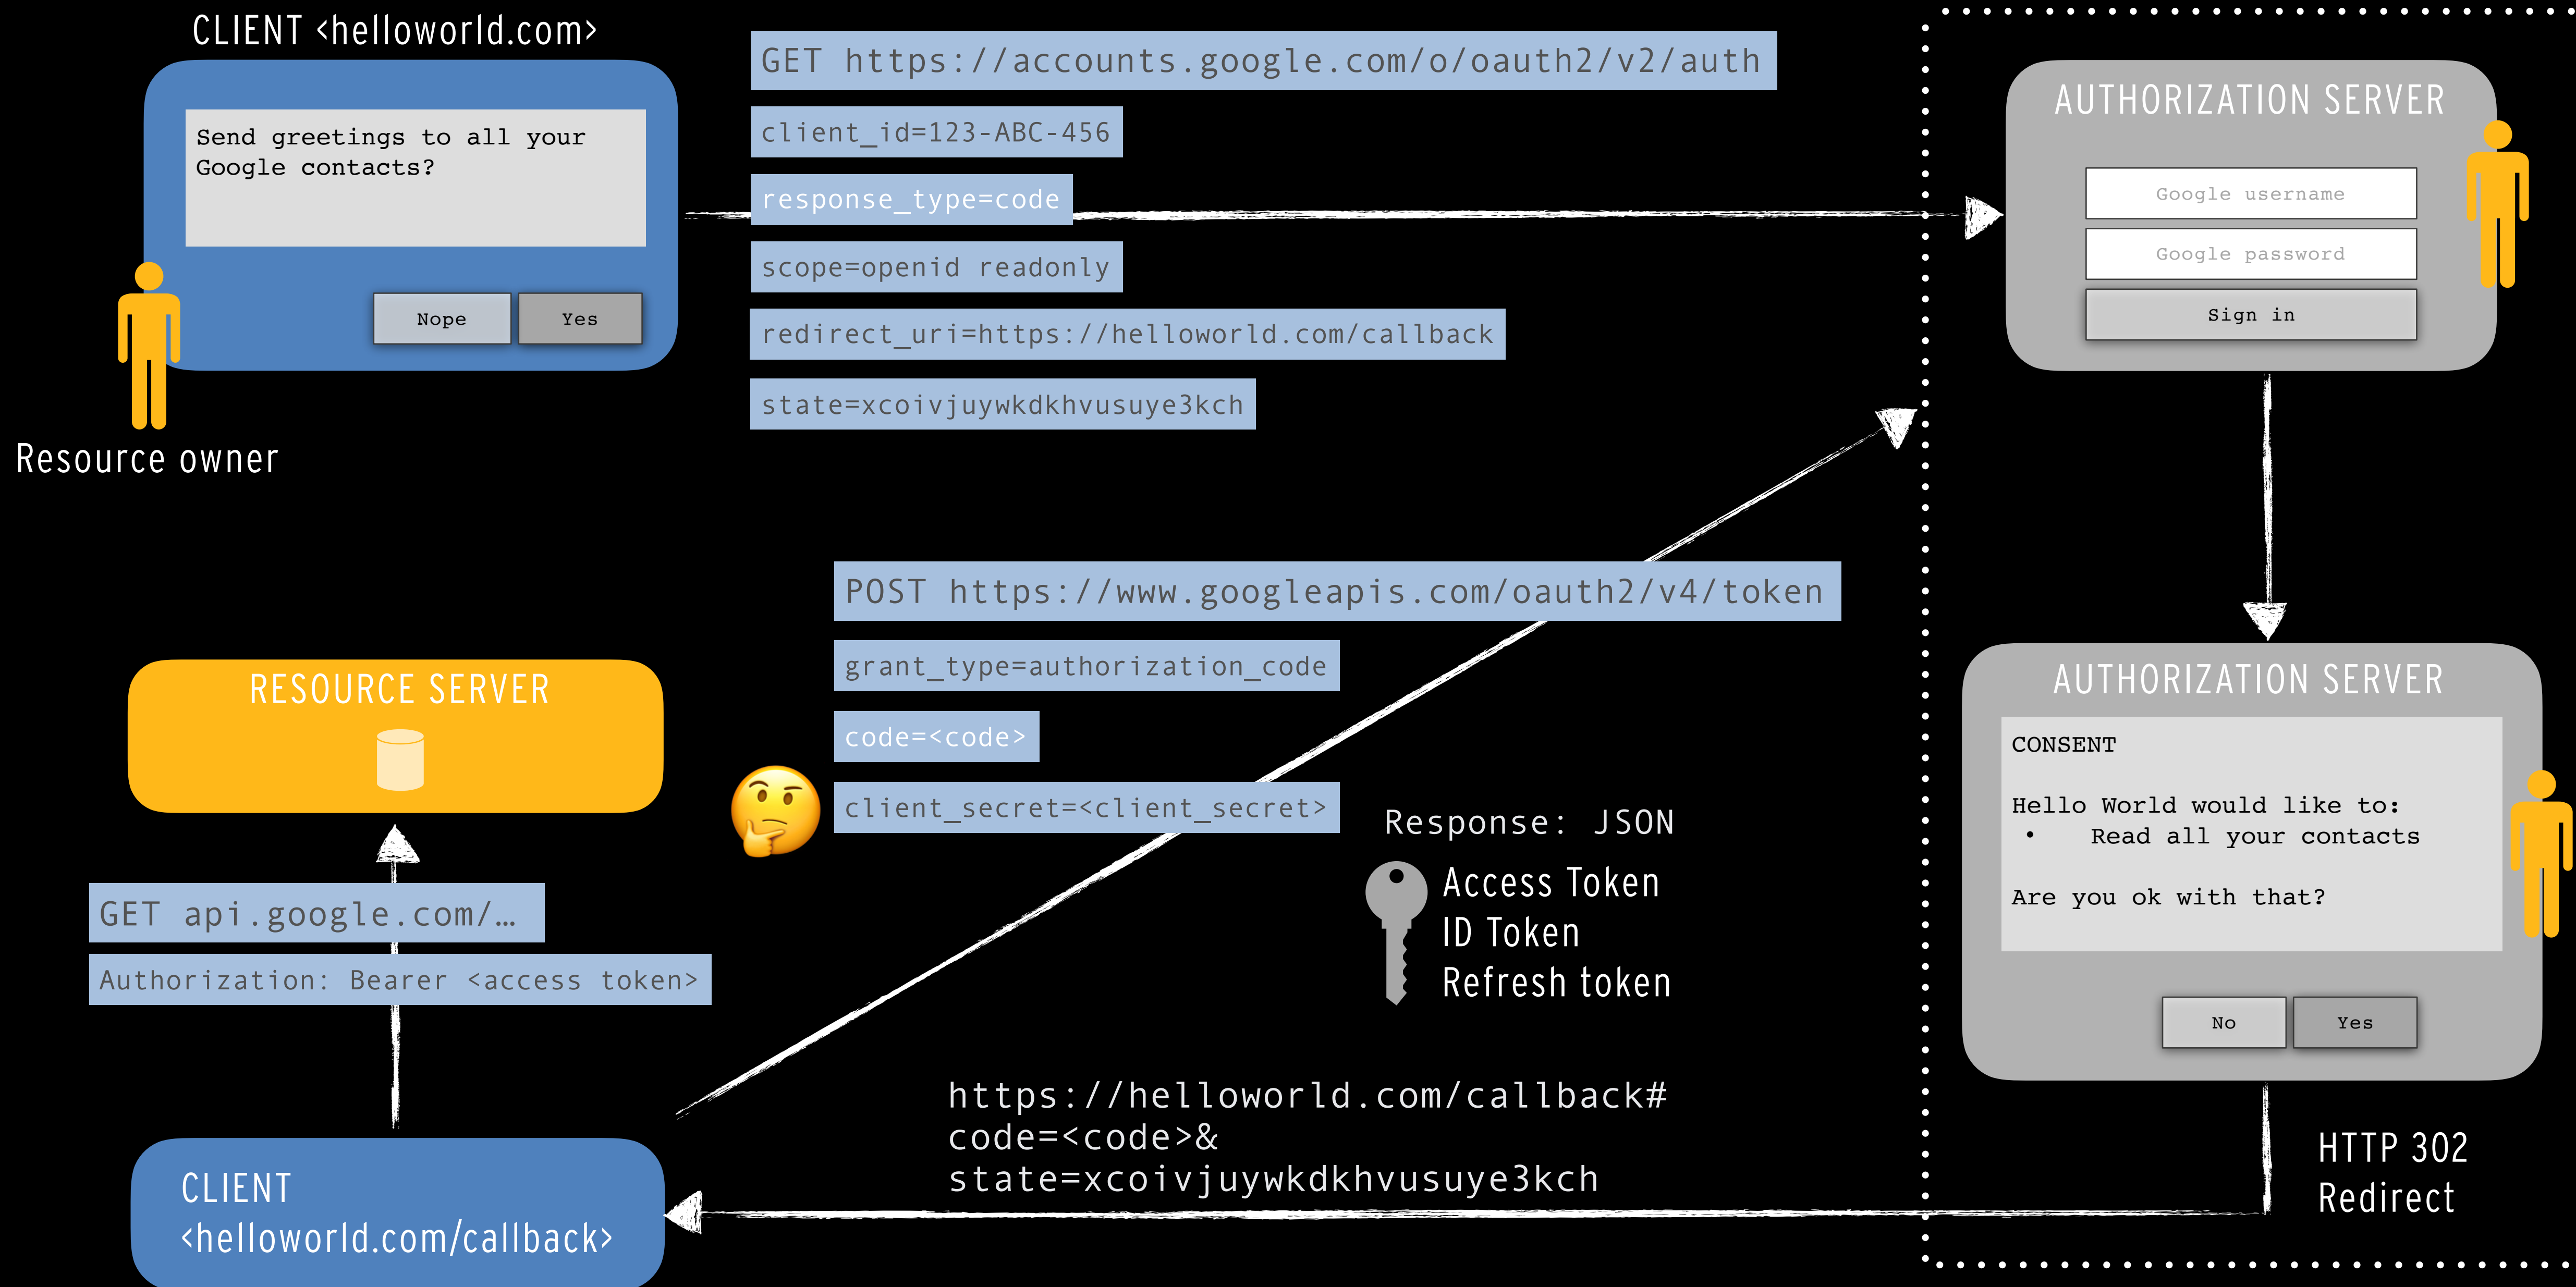 CLIENT <helloworld.com>
Send greetings to all your
Google contacts?
Nope
Yes
Resource owner
GET https://accounts.google.com/o/oauth2/v2/auth
client_id=123-ABC-456
response_type=code
scope=openid readonly
redirect_uri=https://helloworld.com/callback
state=xcoivjuywkdkhvusuye3kch
AUTHORIZATION SERVER
Google username
Google password
Sign in
AUTHORIZATION SERVER
CONSENT
Hello World would like to:
• Read all your contacts
Are you ok with that?
No
Yes
HTTP 302
Redirect
https://helloworld.com/callback#
code=<code>&
state=xcoivjuywkdkhvusuye3kch
CLIENT
<helloworld.com/callback>
POST https://www.googleapis.com/oauth2/v4/token
grant_type=authorization_code
code=<code>
client_secret=<client_secret>
Response: JSON
Access Token
ID Token
Refresh token
GET api.google.com/…
Authorization: Bearer <access token>
RESOURCE SERVER